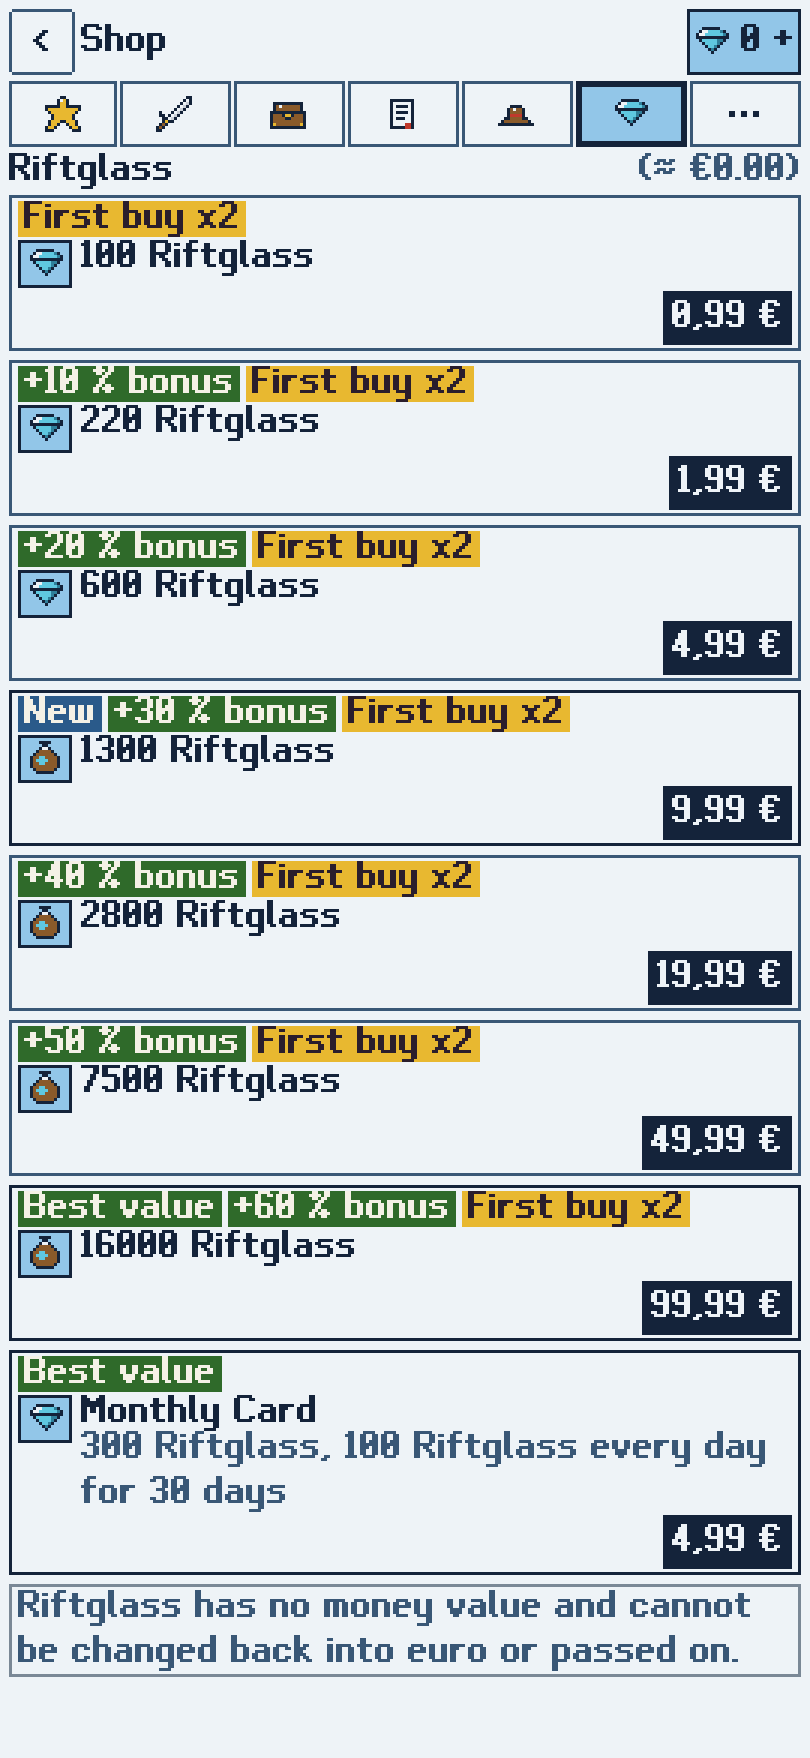 < Shop 0 +
...
Riftglass (≈ €0.00)
First buy x2
100 Riftglass
0,99 €
+10 % bonus First buy x2
220 Riftglass
1,99 €
+20 % bonus First buy x2
600 Riftglass
4,99 €
New +30 % bonus First buy x2
1300 Riftglass
9,99 €
+40 % bonus First buy x2
2800 Riftglass
19,99 €
+50 % bonus First buy x2
7500 Riftglass
49,99 €
Best value +60 % bonus First buy x2
16000 Riftglass
99,99 €
Best value
Monthly Card
300 Riftglass, 100 Riftglass every day
for 30 days
4,99 €
Riftglass has no money value and cannot
be changed back into euro or passed on.